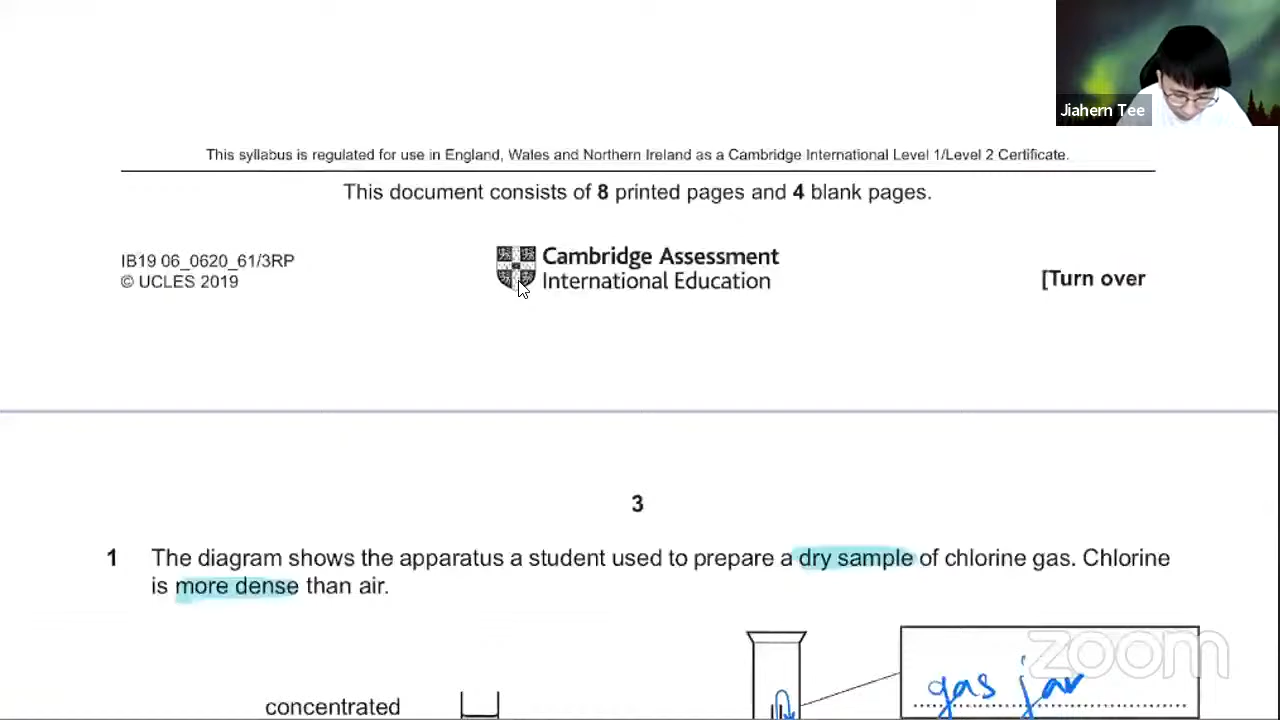 Jiahern Tee
This syllabus is regulated for use in England, Wales and Northern Ireland as a Cambridge International Level 1/Level 2 Certificate.
This document consists of 8 printed pages and 4 blank pages.
IB19 06_0620_61/3RP
© UCLES 2019
Cambridge Assessment
International Education
[Turn over
3
1 The diagram shows the apparatus a student used to prepare a dry sample of chlorine gas. Chlorine
is more dense than air.
zoom
gas jar
concentrated